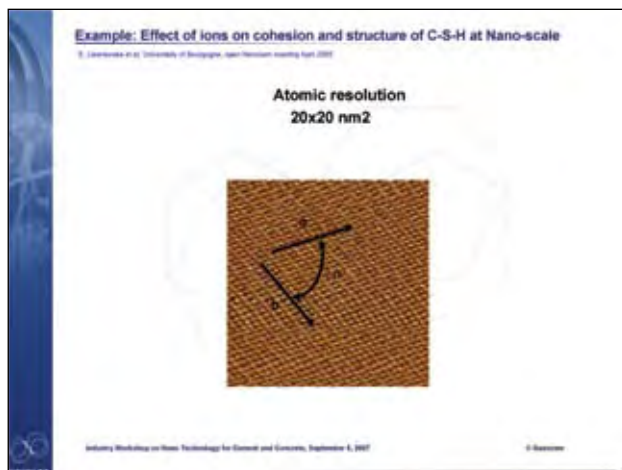 Example: Effect of ions on cohesion and structure of C-S-H at Nano-scale
Atomic resolution
20x20 nm2
a
b
Industry Workshop on Nano Technology for Cement and Concrete, September 5, 2007